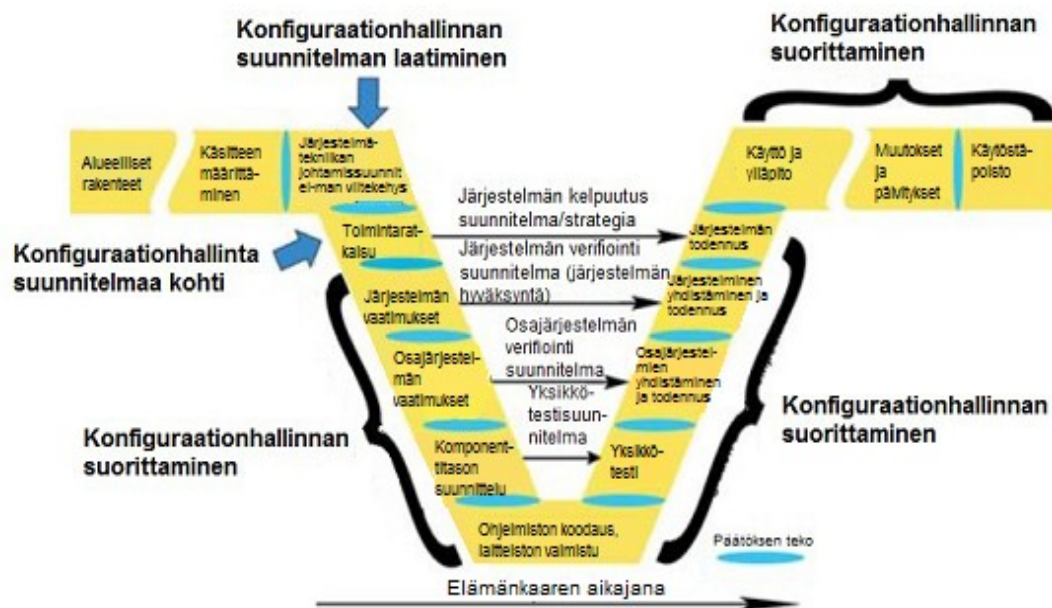 Konfiguraationhallinnan
suunnitelman laatiminen
Konfiguraationhallinnan
suorittaminen
Alueelliset
rakenteet
Käsitteen
määrittä-
minen
Järjestelmä-
tekniikan
johtamissuunnit
el-man viitekehys
Käyttö ja
ylläpito
Muutokset
ja
päivitykset
Käytöstä-
poisto
Konfiguraationhallinta
suunnitelmaa kohti
Toimintarat-
kaisu
Järjestelmän kelpuutus
suunnitelma/strategia
Järjestelmän
todennus
Järjestelmän
vaatimukset
Järjestelmän verifiointi
suunnitelma (järjestelmän
hyväksyntä)
Järjestelminen
yhdistäminen ja
todennus
Osajärjestel-
män
vaatimukset
Osajärjestelmän
verifiointi
suunnitelma
Osajärjestel-
mien
yhdistäminen
ja todennus
Konfiguraationhallinnan
suorittaminen
Komponent-
titason
suunnittelu
Yksikkö-
testisuun-
nitelma
Yksikkö-
testi
Konfiguraationhallinnan
suorittaminen
Ohjelmiston koodaus,
laitteiston valmistu
Päätöksen teko
Elämänkaaren aikajana